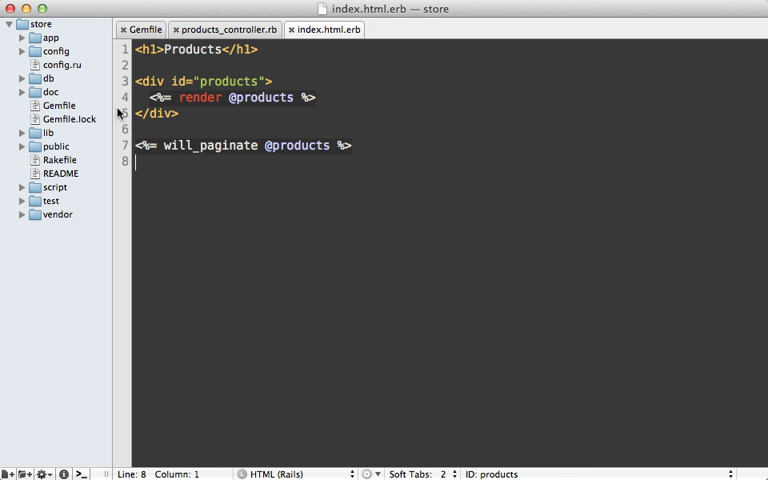 index.html.erb — store
store
app
config
config.ru
db
doc
Gemfile
Gemfile.lock
lib
public
Rakefile
README
script
test
vendor
Gemfile products_controller.rb index.html.erb
1 <h1>Products</h1>
2
3 <div id="products">
4 <%= render @products %>
5 </div>
6
7 <%= will_paginate @products %>
8
Line: 8 Column: 1 L HTML (Rails) Soft Tabs: 2 ID: products